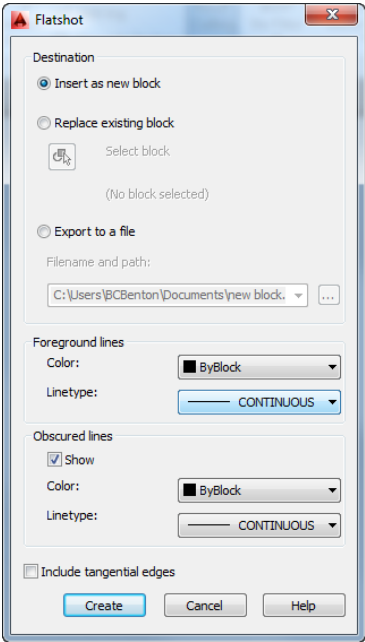 Flatshot
Destination
Insert as new block
Replace existing block
Select block
(No block selected)
Export to a file
Filename and path:
C:\Users\BCBenton\Documents\new block.
...
Foreground lines
Color:
ByBlock
Linetype:
CONTINUOUS
Obscured lines
Show
Color:
ByBlock
Linetype:
CONTINUOUS
Include tangential edges
Create
Cancel
Help